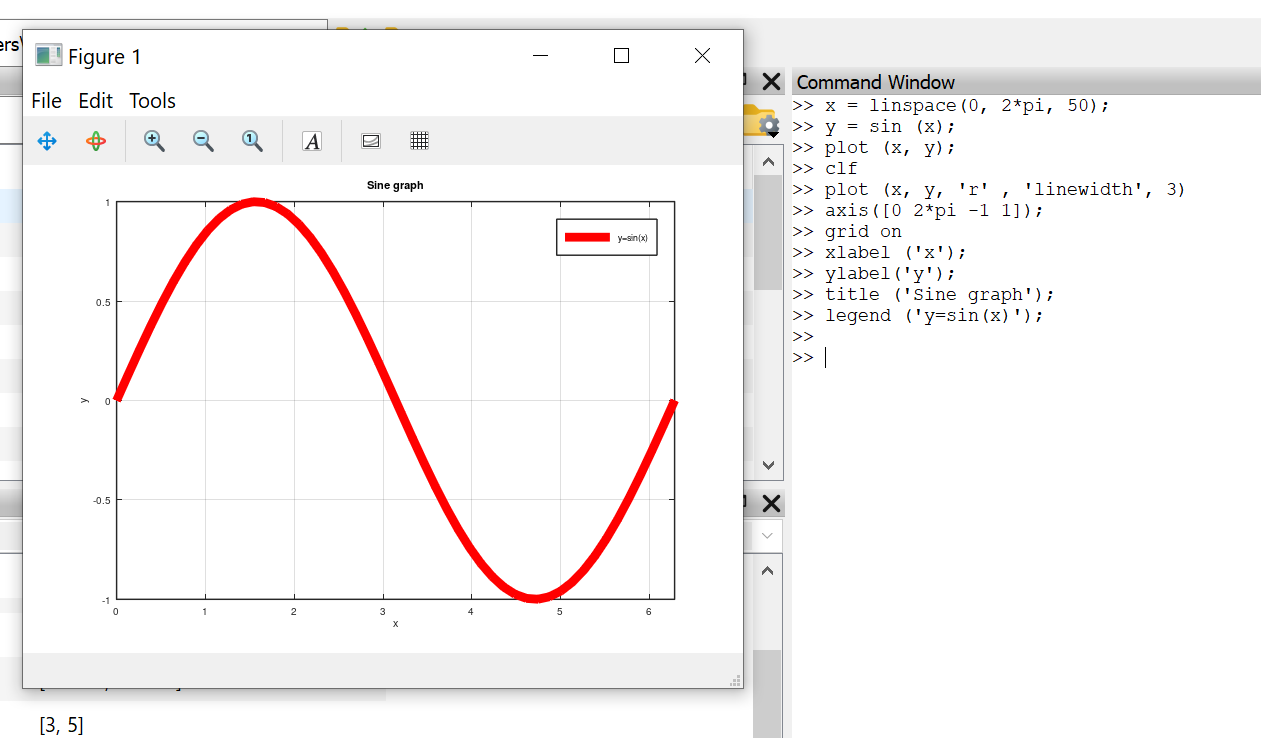 ers\
Figure 1
File Edit Tools
1 A
Sine graph
1
0.5
0
-0.5
-1
y
y=sin(x)
0 1 2 3 4 5 6
x
[3, 5]
Command Window
>> x = linspace(0, 2*pi, 50);
>> y = sin (x);
>> plot (x, y);
>> clf
>> plot (x, y, 'r' , 'linewidth', 3)
>> axis([0 2*pi -1 1]);
>> grid on
>> xlabel ('x');
>> ylabel('y');
>> title ('Sine graph');
>> legend ('y=sin(x)');
>>
>>